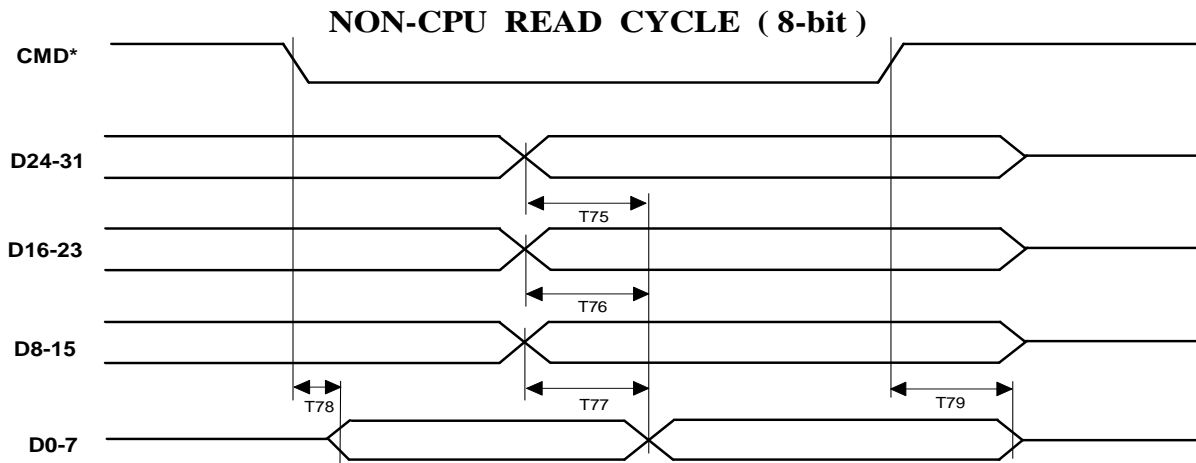 NON-CPU READ CYCLE ( 8-bit )
CMD*
D24-31
T75
D16-23
T76
D8-15
T78
T77
T79
D0-7